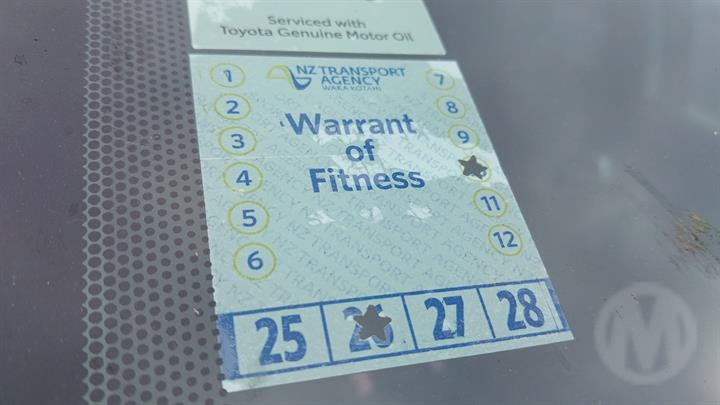 Serviced with
Toyota Genuine Motor Oil
NZ TRANSPORT
AGENCY
WAKA KOTAHI
Warrant
of
Fitness
1
2
3
4
5
6
7
8
9
11
12
25 26 27 28
M